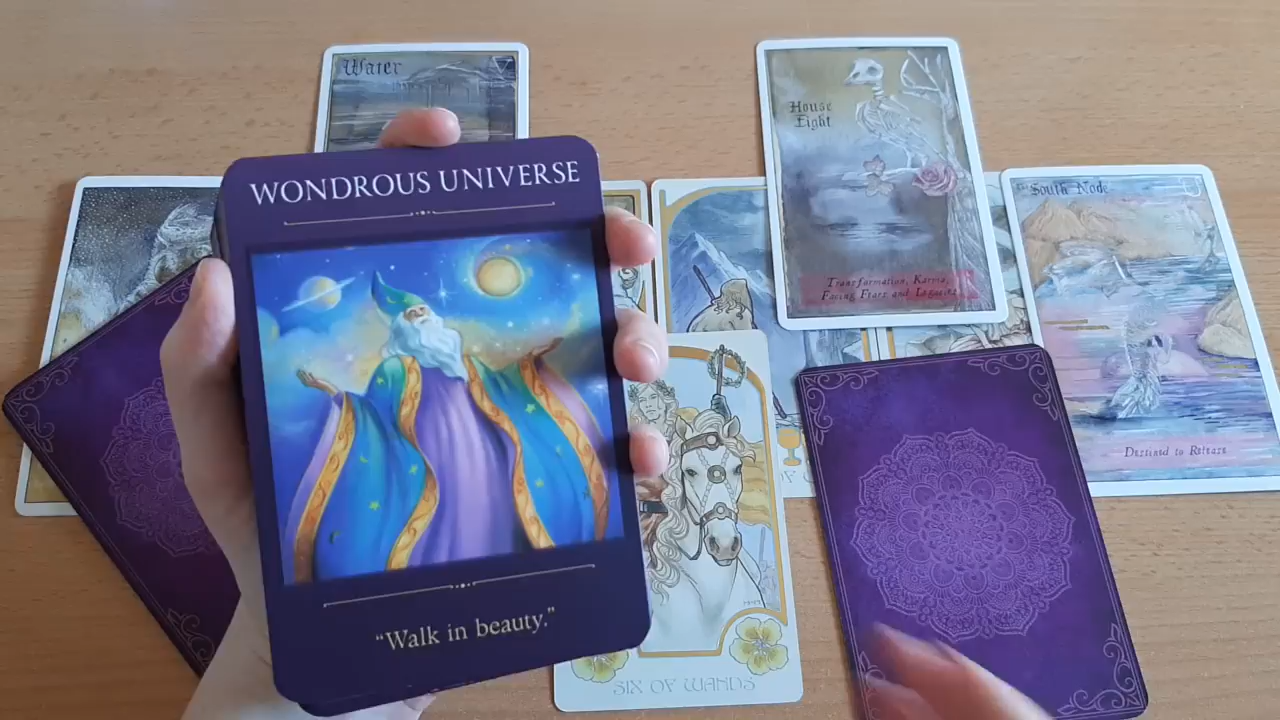 Water
House
Eight
Transformation, Karma,
Facing Fears and Legacies
South Node
Destined to Release
WONDROUS UNIVERSE
“Walk in beauty.”
SIX OF WANDS